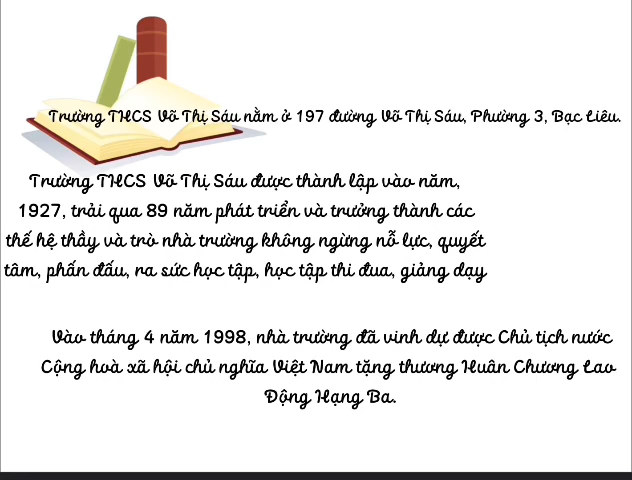 Trường THCS Võ Thị Sáu nằm ở 197 đường Võ Thị Sáu, Phường 3, Bạc Liêu.
Trường THCS Võ Thị Sáu được thành lập vào năm,
1927, trải qua 89 năm phát triển và trưởng thành các
thế hệ thầy và trò nhà trường không ngừng nỗ lực, quyết
tâm, phấn đấu, ra sức học tập, học tập thi đua, giảng dạy
Vào tháng 4 năm 1998, nhà trường đã vinh dự được Chủ tịch nước
Cộng hoà xã hội chủ nghĩa Việt Nam tặng thương Huân Chương Lao
Động Hạng Ba.